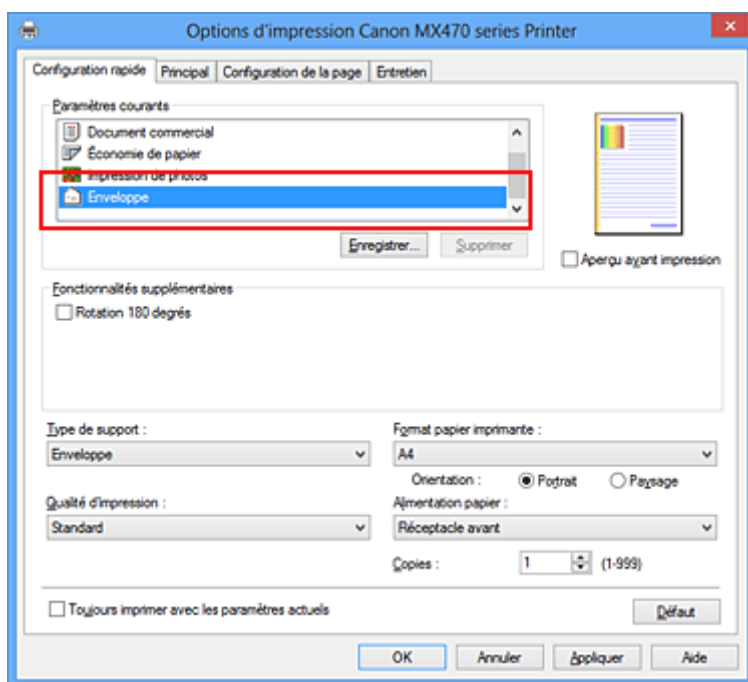 Options d'impression Canon MX470 series Printer
Configuration rapide Principal Configuration de la page Entretien
Paramètres courants
Document commercial
Économie de papier
Impression de photos
Enveloppe
Enregistrer... Supprimer
Aperçu avant impression
Fonctionnalités supplémentaires
Rotation 180 degrés
Type de support : Format papier imprimante :
Enveloppe A4
Orientation : Portrait Paysage
Qualité d'impression : Alimentation papier :
Standard Réceptacle avant
Copies : 1 (1-999)
Toujours imprimer avec les paramètres actuels Défaut
OK Annuler Appliquer Aide